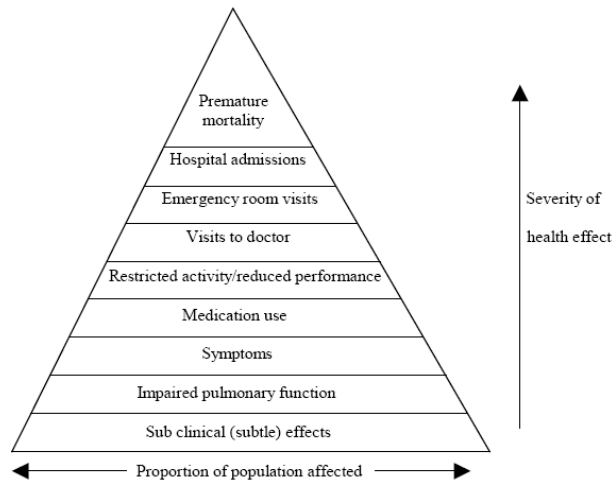 Premature
mortality
Hospital admissions
Emergency room visits
Visits to doctor
Restricted activity/reduced performance
Medication use
Symptoms
Impaired pulmonary function
Sub clinical (subtle) effects
Proportion of population affected
Severity of
health effect